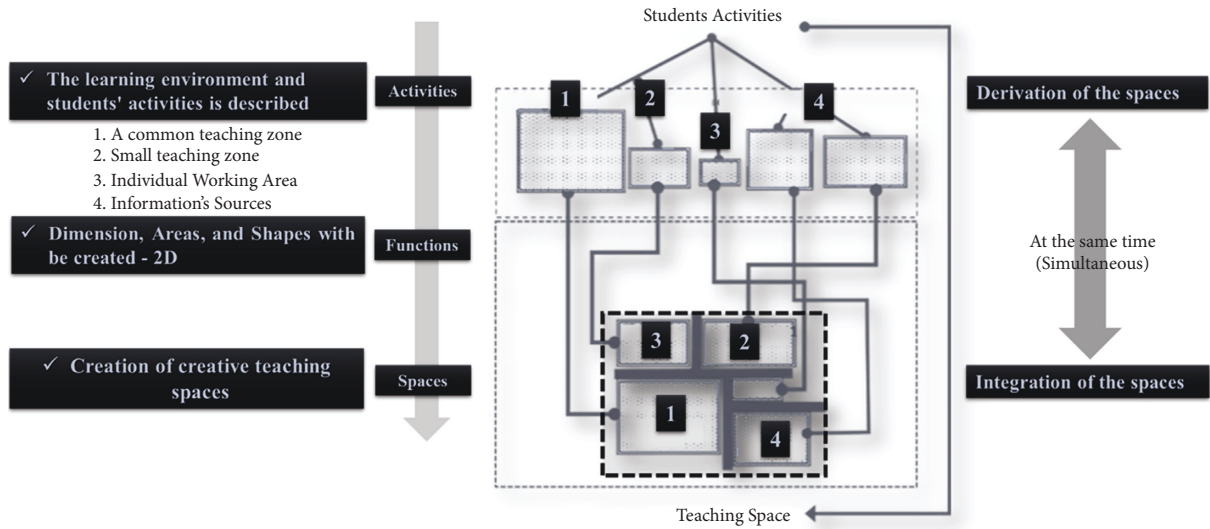 Students Activities
✓ The learning environment and
students' activities is described
1. A common teaching zone
2. Small teaching zone
3. Individual Working Area
4. Information's Sources
✓ Dimension, Areas, and Shapes with
be created - 2D
✓ Creation of creative teaching
spaces
Activities
Functions
Spaces
1
2
3
4
3
2
1
4
Teaching Space
Derivation of the spaces
At the same time
(Simultaneous)
Integration of the spaces